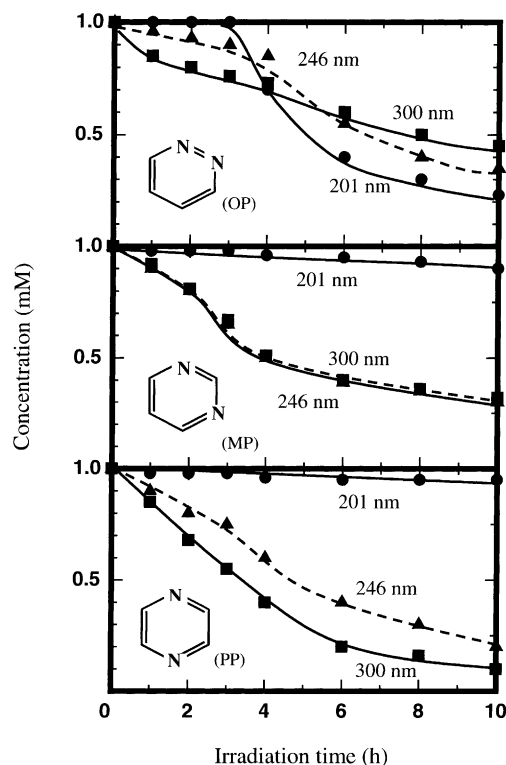 1.0
246 nm
300 nm
0.5
N
N
201 nm
(OP)
1.0
201 nm
Concentration (mM)
0.5
300 nm
N
246 nm
N
(MP)
1.0
201 nm
0.5
246 nm
N
N
(PP)
300 nm
0 2 4 6 8 10
Irradiation time (h)